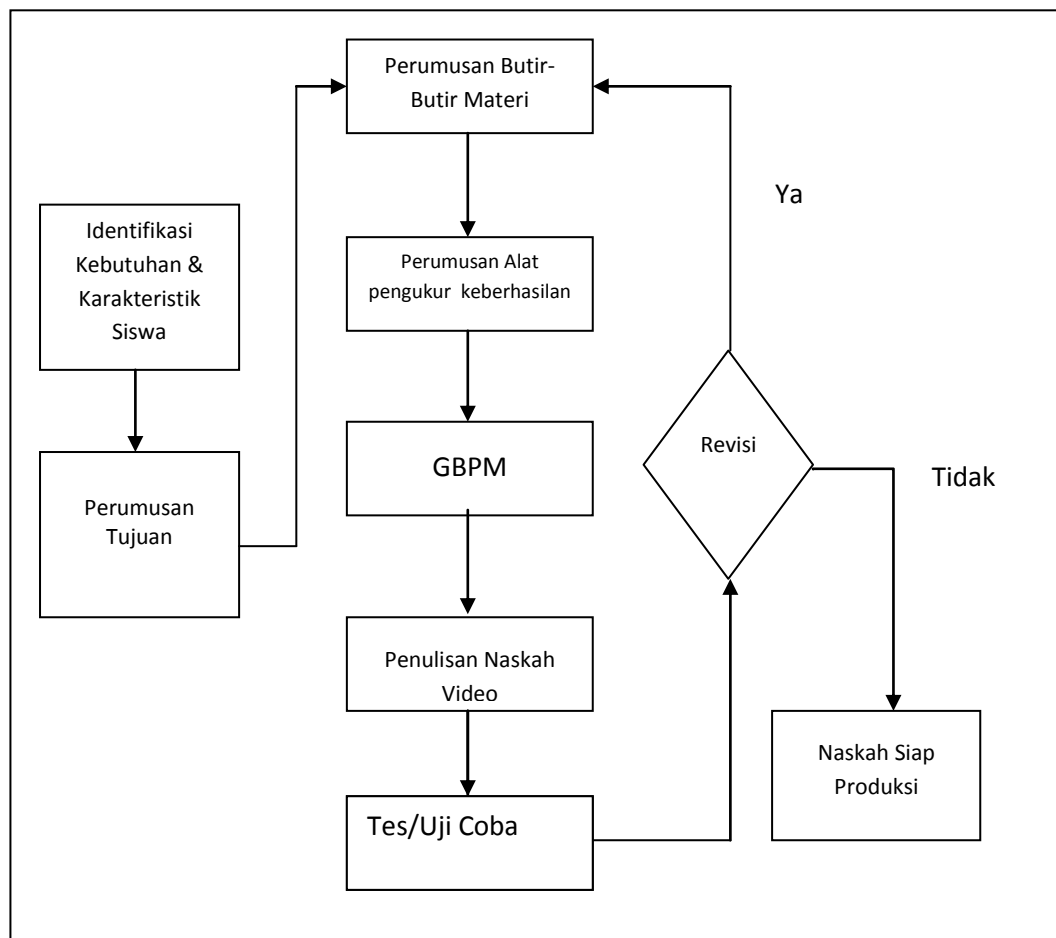 Identifikasi
Kebutuhan &
Karakteristik
Siswa
Perumusan
Tujuan
Perumusan Butir-
Butir Materi
Perumusan Alat
pengukur keberhasilan
GBPM
Penulisan Naskah
Video
Tes/Uji Coba
Revisi
Ya
Tidak
Naskah Siap
Produksi